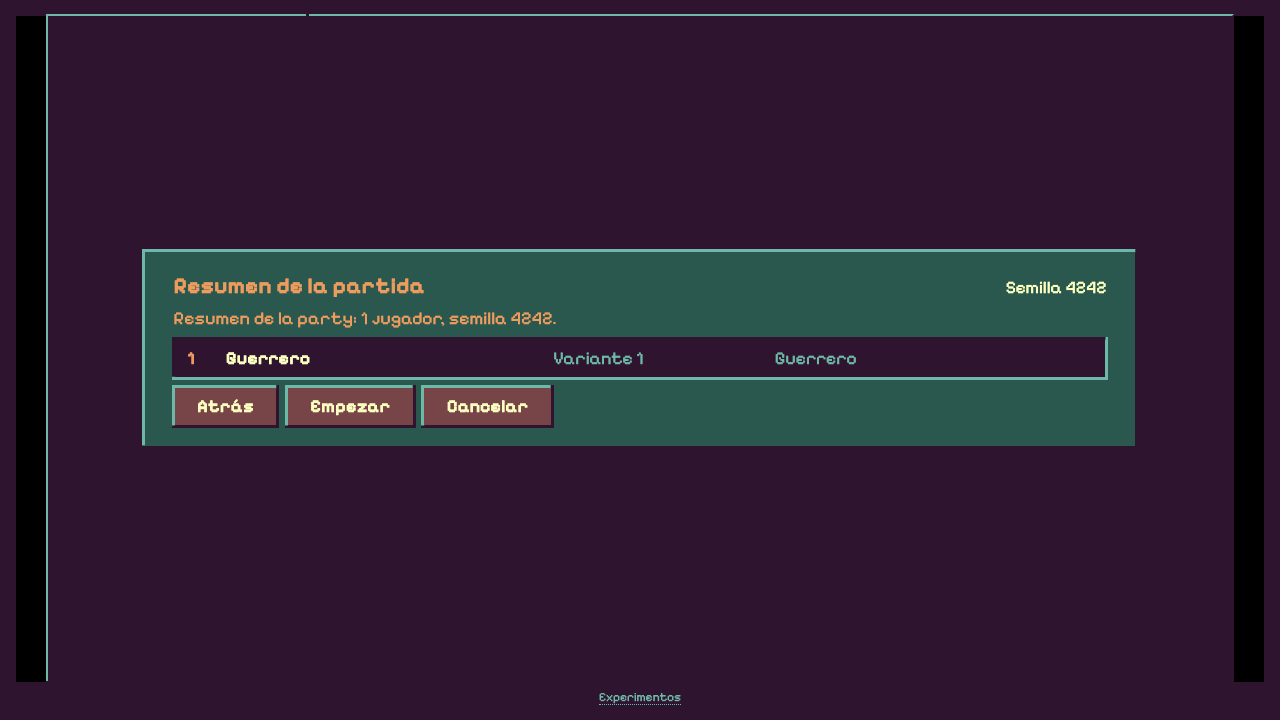 Resumen de la partida
Semilla 4242
Resumen de la party: 1 jugador, semilla 4242.
1 Guerrero Variante 1 Guerrero
Atrás Empezar Cancelar
Experimentos